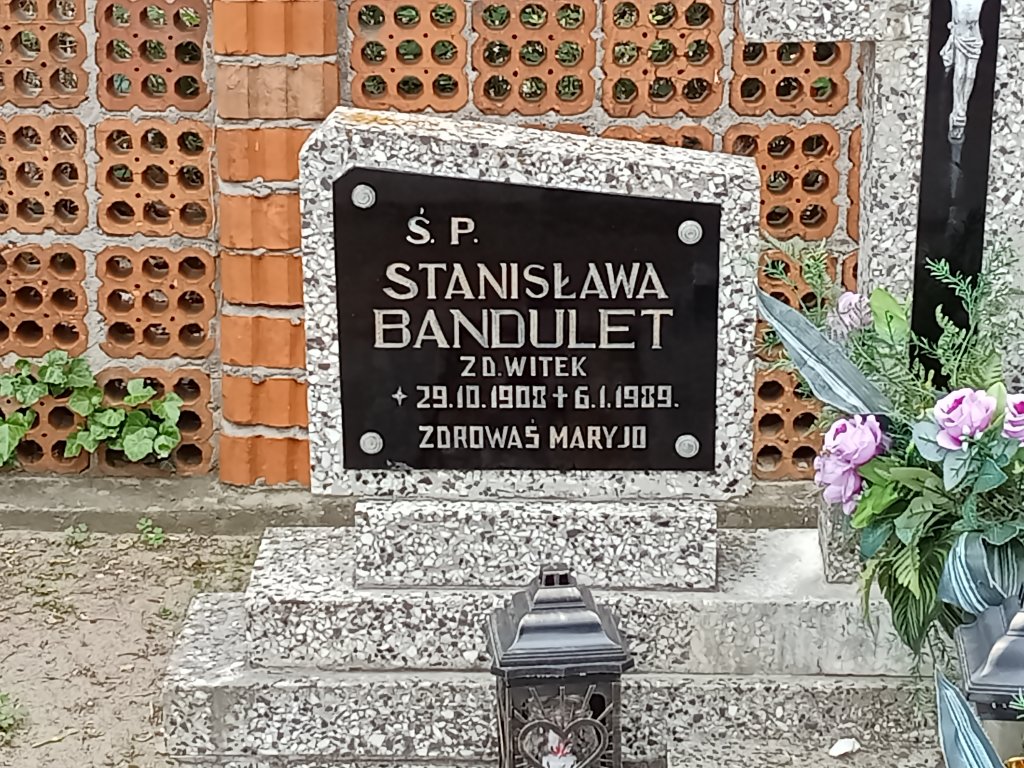 Ś. P.
STANISŁAWA
BANDULET
Z D. WITEK
✦ 29.10.1908 ✝ 6.1.1989.
ZDROWAŚ MARYJO